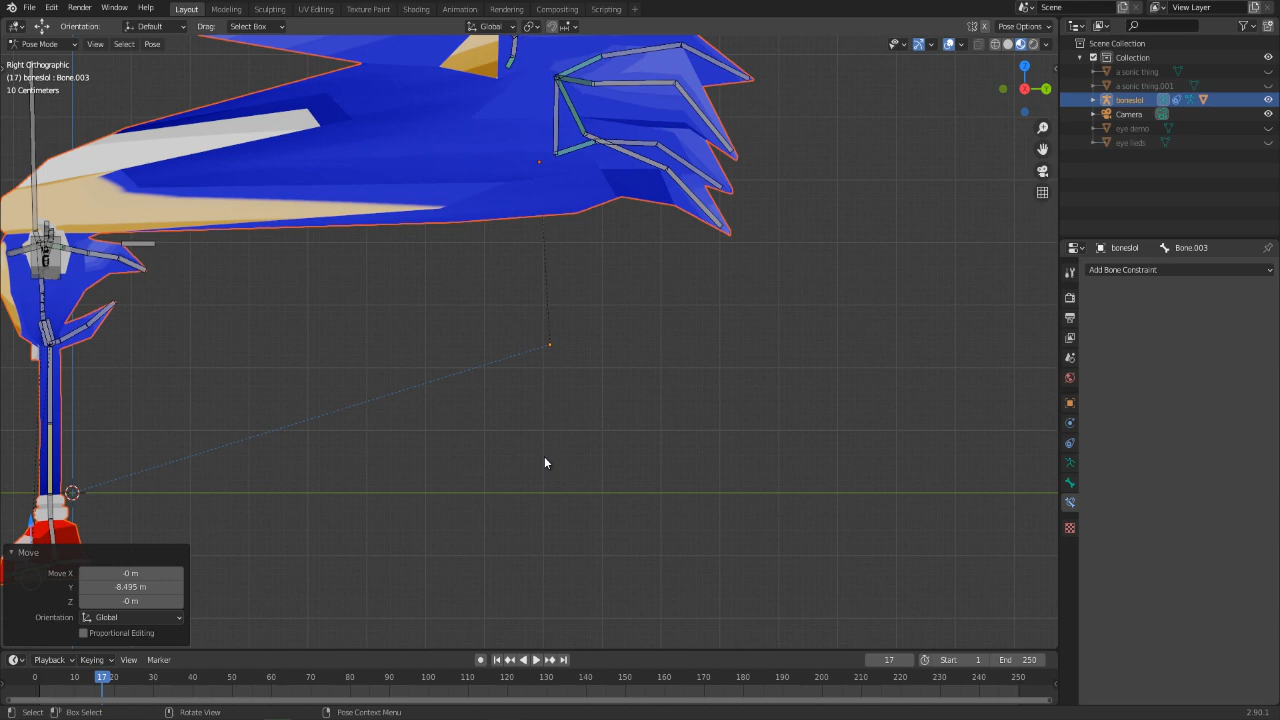 File Edit Render Window Help Layout Modeling Sculpting UV Editing Texture Paint Shading Animation Rendering Compositing Scripting + Scene View Layer
Orientation: Default Drag: Select Box Global X Pose Options
Pose Mode View Select Pose
Right Orthographic
(17) boneslol : Bone.003
10 Centimeters
Z
X
Y
Scene Collection
Collection
a sonic thing
a sonic thing.001
boneslol
Camera
eye demo
eye lieds
boneslol Bone.003
Add Bone Constraint
Move
Move X -0 m
Y -8.495 m
Z -0 m
Orientation Global
Proportional Editing
Playback Keying View Marker 17 Start 1 End 250
0 10 17 20 30 40 50 60 70 80 90 100 110 120 130 140 150 160 170 180 190 200 210 220 230 240 250
Select Box Select Rotate View Pose Context Menu 2.90.1